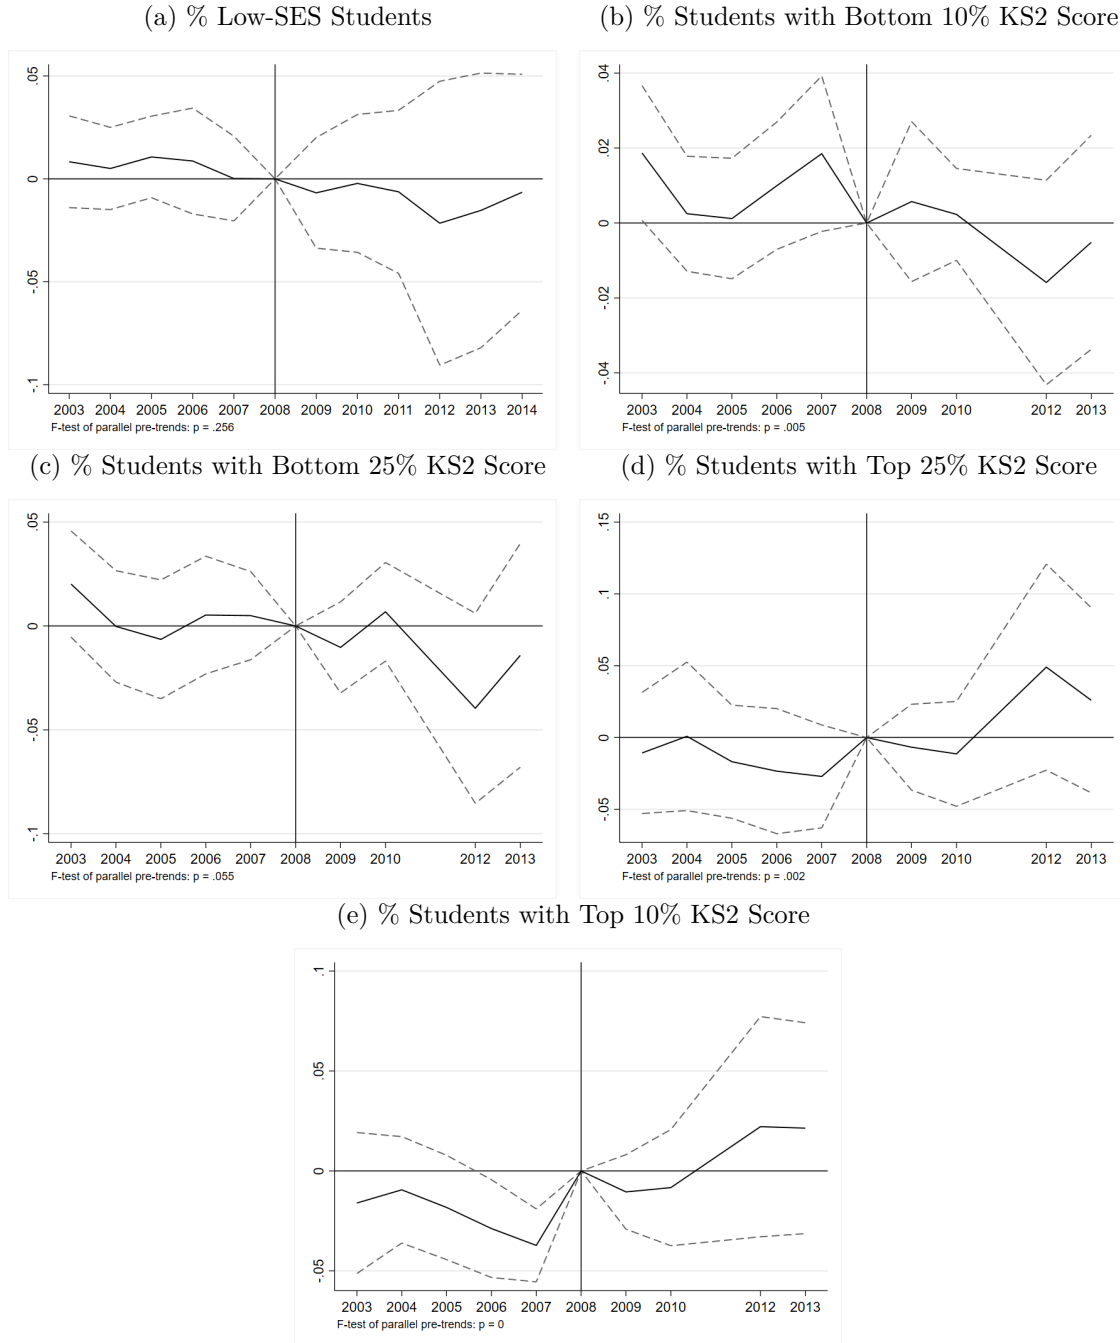 (a) % Low-SES Students
.05
0
-.05
-.1
2003 2004 2005 2006 2007 2008 2009 2010 2011 2012 2013 2014
F-test of parallel pre-trends: p = .256
(b) % Students with Bottom 10% KS2 Score
.04
.02
0
-.02
-.04
2003 2004 2005 2006 2007 2008 2009 2010 2012 2013
F-test of parallel pre-trends: p = .005
(c) % Students with Bottom 25% KS2 Score
.05
0
-.05
-.1
2003 2004 2005 2006 2007 2008 2009 2010 2012 2013
F-test of parallel pre-trends: p = .055
(d) % Students with Top 25% KS2 Score
.15
.1
.05
0
-.05
2003 2004 2005 2006 2007 2008 2009 2010 2012 2013
F-test of parallel pre-trends: p = .002
(e) % Students with Top 10% KS2 Score
.1
.05
0
-.05
2003 2004 2005 2006 2007 2008 2009 2010 2012 2013
F-test of parallel pre-trends: p = 0